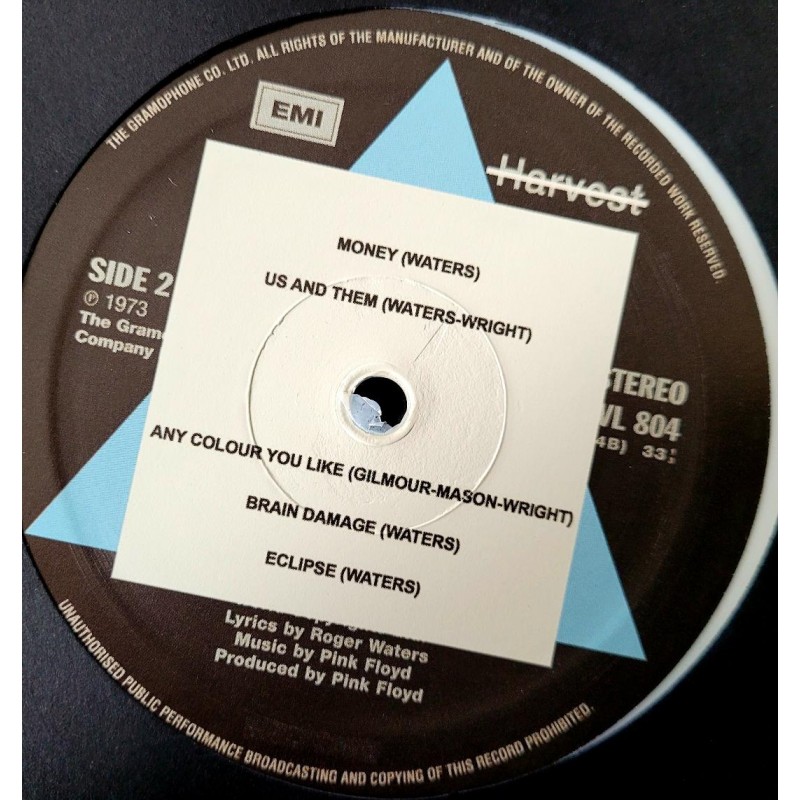 THE GRAMOPHONE CO. LTD. ALL RIGHTS OF THE MANUFACTURER AND OF THE OWNER OF THE RECORDED WORK RESERVED.
EMI
Harvest
MONEY (WATERS)
US AND THEM (WATERS-WRIGHT)
SIDE 2
℗ 1973
The Gram
Company
STEREO
VL 804
4B) 33
ANY COLOUR YOU LIKE (GILMOUR-MASON-WRIGHT)
BRAIN DAMAGE (WATERS)
ECLIPSE (WATERS)
Lyrics by Roger Waters
Music by Pink Floyd
Produced by Pink Floyd
UNAUTHORISED PUBLIC PERFORMANCE BROADCASTING AND COPYING OF THIS RECORD PROHIBITED.